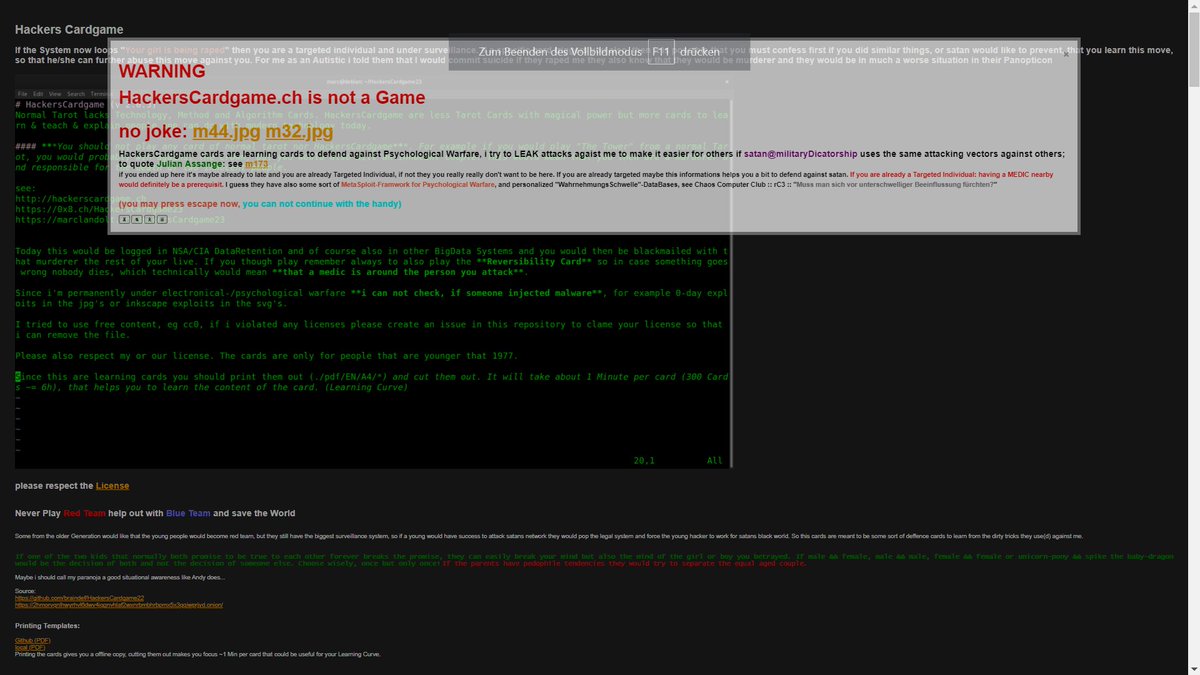 Hackers Cardgame
If the System now loops "Your girl is being raped" then you are a targeted individual and under surveillance. must confess first if you did similar things, or satan would like to prevent, that you learn this move,
so that he/she can further abuse this move against you. For me as an Autistic i told them that I would commit suicide if they raped me they also know that they would be murderer and they would be in much a worse situation in their Panopticon
Zum Beenden des Vollbildmodus F11 drücken
WARNING
HackersCardgame.ch is not a Game
no joke: m44.jpg m32.jpg
HackersCardgame cards are learning cards to defend against Psychological Warfare, i try to LEAK attacks agaist me to make it easier for others if satan@militaryDicatorship uses the same attacking vectors against others;
to quote Julian Assange: see m173.
if you ended up here it's maybe already to late and you are already Targeted Individual, if not they you really really don't want to be here. If you are already targeted maybe this informations helps you a bit to defend against satan. If you are already a Targeted Individual: having a MEDIC nearby
would definitely be a prerequisit. I guess they have also some sort of MetaSploit-Framwork for Psychological Warfare, and personalized "WahrnehmungsSchwelle"-DataBases, see Chaos Computer Club :: rC3 :: "Muss man sich vor unterschwelliger Beeinflussung fürchten?"
(you may press escape now, you can not continue with the handy)
File Edit View Search Terminal
# HackersCardgame
Normal Tarot lacks Technology, Method and Algorithm Cards. HackersCardgame are less Tarot Cards with magical power but more cards to lea
rn & teach &
#### **You should not play any card of normal tarot nor HackersCardgame**. For example if you would play "The Tower" from a normal Tar
ot, you would
nd responsible for
see:
http://hackerscardgame.ch
https://0x8.ch/HackersCardgame23
Today this would be logged in NSA/CIA DataRetention and of course also in other BigData Systems and you would then be blackmailed with t
hat murderer the rest of your live. If you though play remember always to also play the **Reversibility Card** so in case something goes
wrong nobody dies, which technically would mean **that a medic is around the person you attack**.
Since i'm permanently under electronical-/psychological warfare **i can not check, if someone injected malware**, for example 0-day expl
oits in the jpg's or inkscape exploits in the svg's.
I tried to use free content, eg cc0, if i violated any licenses please create an issue in this repository to clame your license so that
i can remove the file.
Please also respect my or our license. The cards are only for people that are younger that 1977.
Since this are learning cards you should print them out (./pdf/EN/A4/*) and cut them out. It will take about 1 Minute per card (300 Card
s ~= 6h), that helps you to learn the content of the card. (Learning Curve)
~
~
~
~
~
~
20,1 All
please respect the License
Never Play Red Team help out with Blue Team and save the World
Some from the older Generation would like that the young people would become red team, but they still have the biggest surveillance system, so if a young would have success to attack satans network they would pop the legal system and force the young hacker to work for satans black world. So this cards are meant to be some sort of deffence cards to learn from the dirty tricks they use(d) against me.
If one of the two kids that normally both promise to be true to each other forever breaks the promise, they can easily break your mind but also the mind of the girl or boy you betrayed. If male && female, male && male, female && female or unicorn-pony && spike the baby-dragon
would be the decision of both and not the decision of someone else. Choose wisely, once but only once! If the parents have pedophile tendencies they would try to separate the equal aged couple.
Maybe i should call my paranoja a good situational awareness like Andy does...
Source:
https://github.com/braindef/HackersCardgame22
Printing Templates:
Github (PDF)
local (PDF)
Printing the cards gives you a offline copy, cutting them out makes you focus ~1 Min per card that could be useful for your Learning Curve.